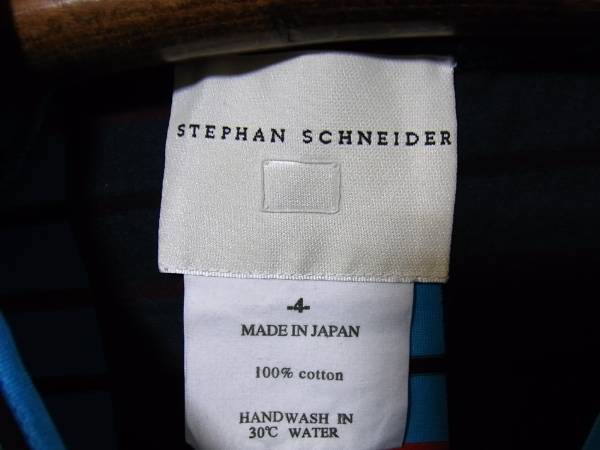 STEPHAN SCHNEIDER
-4-
MADE IN JAPAN
100% cotton
HANDWASH IN
30℃ WATER